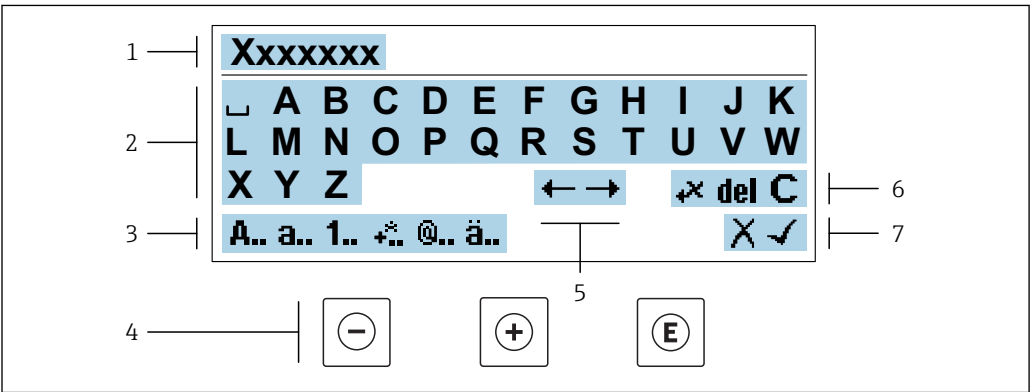 1 Xxxxxxx
␣ A B C D E F G H I J K
2 L M N O P Q R S T U V W
X Y Z ← → +× del C 6
3 A.. a.. 1.. +*.. @.. ä.. X ✓ 7
5
4 − + E